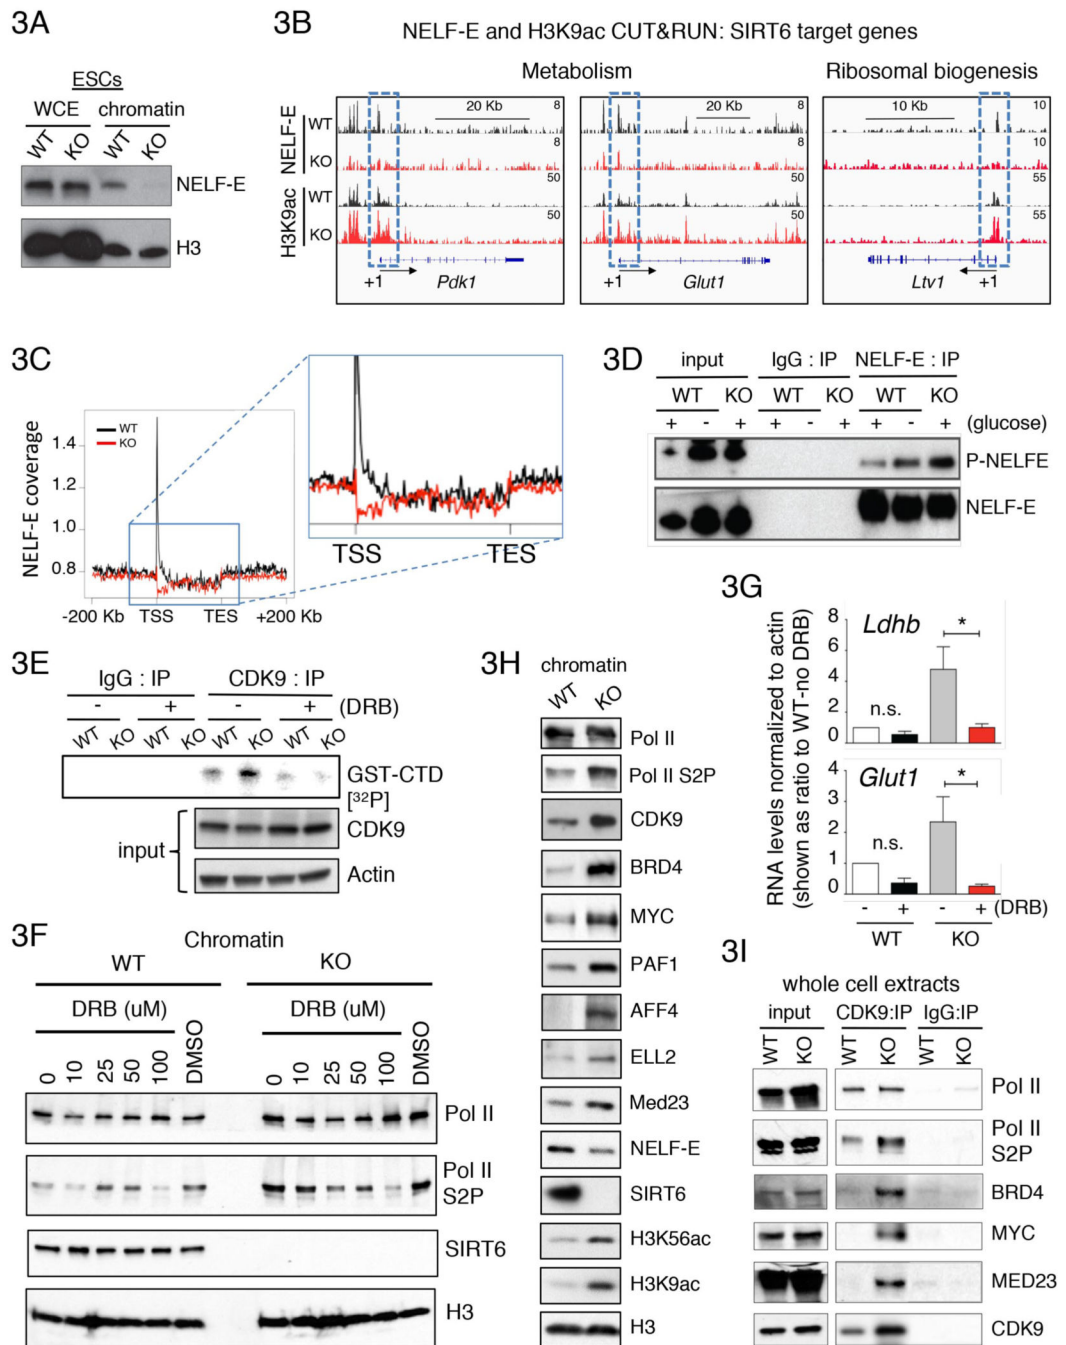 3A
ESCs
WCE chromatin
WT KO WT KO
NELF-E
H3
3B
NELF-E and H3K9ac CUT&RUN: SIRT6 target genes
Metabolism Ribosomal biogenesis
20 Kb 8 20 Kb 8 10 Kb 10
NELF-E WT
KO 8 8 10
H3K9ac WT 50 50 55
KO 50 50 55
+1 Pdk1 +1 Glut1 Ltv1 +1
3C
NELF-E coverage
WT
KO
1.4
1.2
1.0
0.8
-200 Kb TSS TES +200 Kb
TSS TES
3D
input IgG : IP NELF-E : IP
WT KO WT KO WT KO
+ - + + - + + - + (glucose)
P-NELFE
NELF-E
3E
IgG : IP CDK9 : IP
- + - + (DRB)
WT KO WT KO WT KO WT KO
GST-CTD
[32P]
input
CDK9
Actin
3F
Chromatin
WT KO
DRB (uM) DRB (uM)
0 10 25 50 100 DMSO 0 10 25 50 100 DMSO
Pol II
Pol II
S2P
SIRT6
H3
3G
RNA levels normalized to actin
(shown as ratio to WT-no DRB)
8
6
4
2
0
Ldhb
n.s.
*
4
3
2
1
0
Glut1
n.s.
*
- + - + (DRB)
WT KO
3H
chromatin
WT KO
Pol II
Pol II S2P
CDK9
BRD4
MYC
PAF1
AFF4
ELL2
Med23
NELF-E
SIRT6
H3K56ac
H3K9ac
H3
3I
whole cell extracts
input CDK9:IP IgG:IP
WT KO WT KO WT KO
Pol II
Pol II
S2P
BRD4
MYC
MED23
CDK9